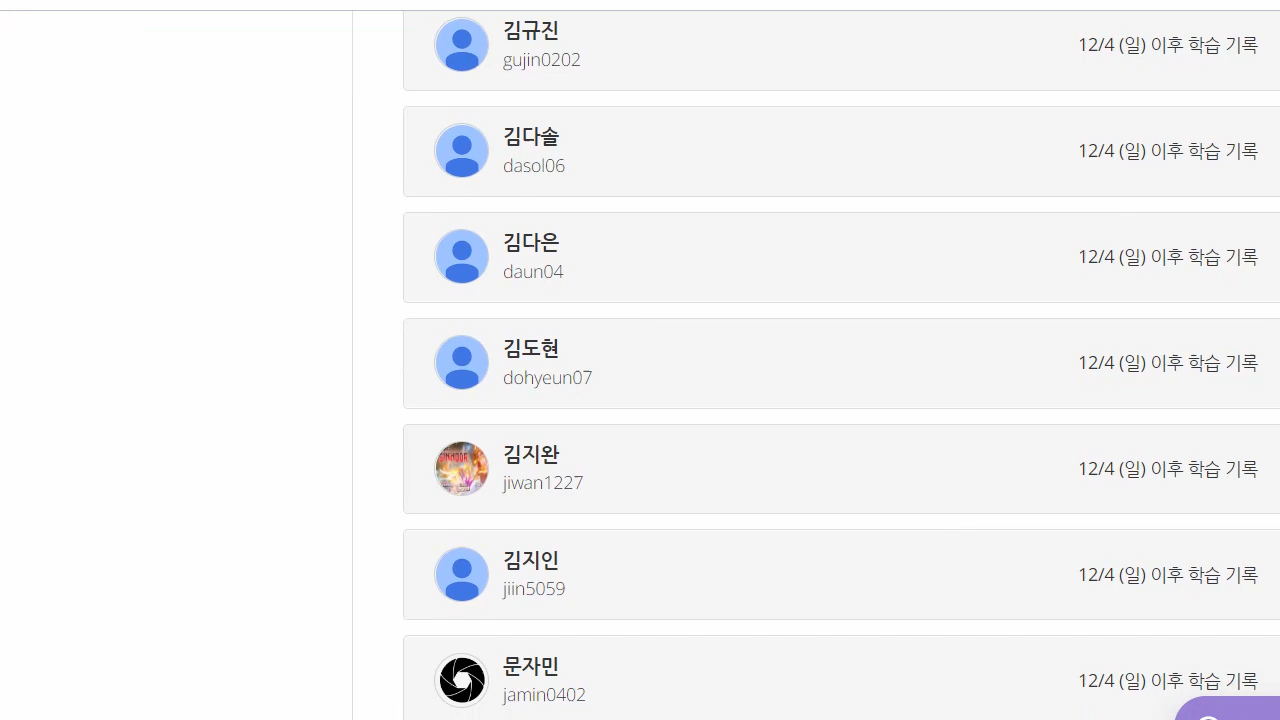 김규진
gujin0202
12/4 (일) 이후 학습 기록
김다솔
dasol06
12/4 (일) 이후 학습 기록
김다은
daun04
12/4 (일) 이후 학습 기록
김도현
dohyeun07
12/4 (일) 이후 학습 기록
김지완
jiwan1227
12/4 (일) 이후 학습 기록
김지인
jiin5059
12/4 (일) 이후 학습 기록
문자민
jamin0402
12/4 (일) 이후 학습 기록